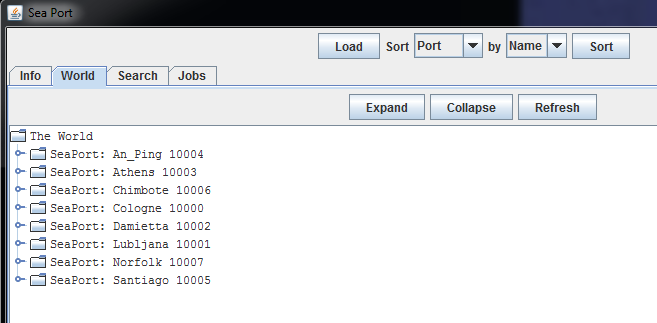 Sea Port
Load Sort Port by Name Sort
Info World Search Jobs
Expand Collapse Refresh
The World
SeaPort: An_Ping 10004
SeaPort: Athens 10003
SeaPort: Chimbote 10006
SeaPort: Cologne 10000
SeaPort: Damietta 10002
SeaPort: Lubljana 10001
SeaPort: Norfolk 10007
SeaPort: Santiago 10005